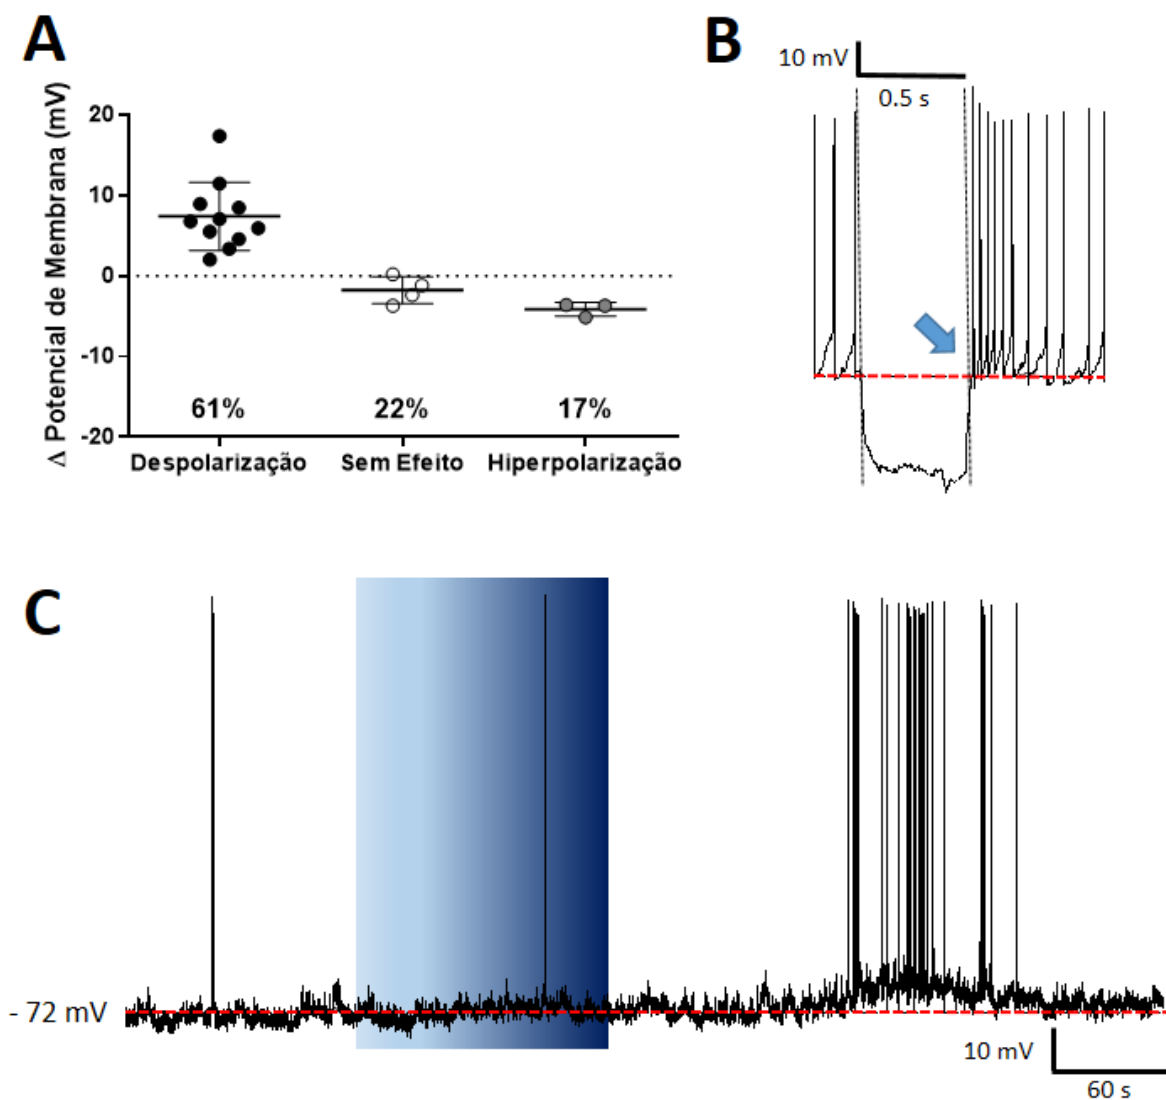 A
Δ Potencial de Membrana (mV)
20
10
0
-10
-20
61%
22%
17%
Despolarização
Sem Efeito
Hiperpolarização
B
10 mV
0.5 s
C
- 72 mV
10 mV
60 s